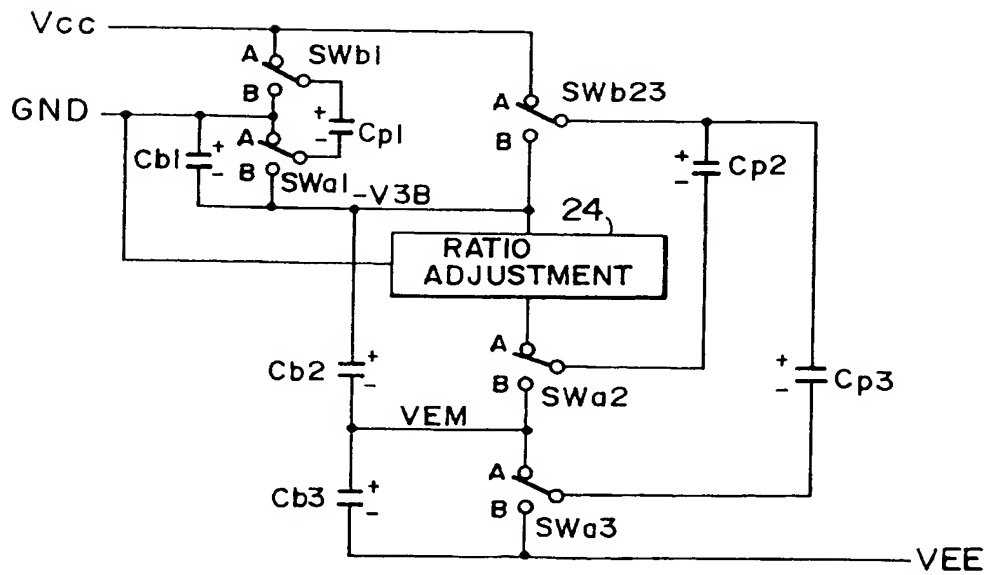 Vcc
A
SWb1
B
GND
+
-
Cp1
A
SWb23
B
+
-
Cp2
Cb1
+
-
A
B
SWa1
-V3B
24
RATIO
ADJUSTMENT
A
B
SWa2
Cb2
+
-
+
-
Cp3
VEM
A
B
SWa3
Cb3
+
-
VEE